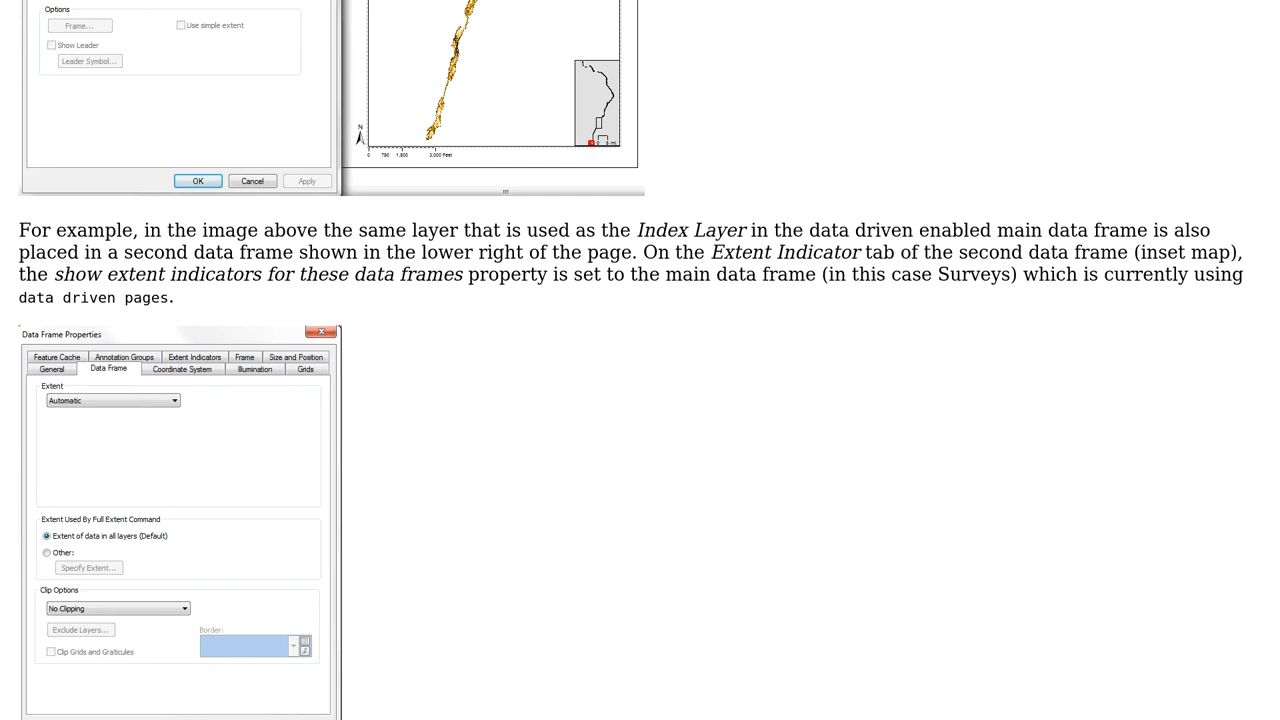 Options
Frame...
Use simple extent
Show Leader
Leader Symbol...
OK Cancel Apply
N
0 750 1,500 3,000 Feet
For example, in the image above the same layer that is used as the Index Layer in the data driven enabled main data frame is also
placed in a second data frame shown in the lower right of the page. On the Extent Indicator tab of the second data frame (inset map),
the show extent indicators for these data frames property is set to the main data frame (in this case Surveys) which is currently using
data driven pages.
Data Frame Properties
Feature Cache Annotation Groups Extent Indicators Frame Size and Position
General Data Frame Coordinate System Illumination Grids
Extent
Automatic
Extent Used By Full Extent Command
Extent of data in all layers (Default)
Other:
Specify Extent...
Clip Options
No Clipping
Exclude Layers...
Border:
Clip Grids and Graticules